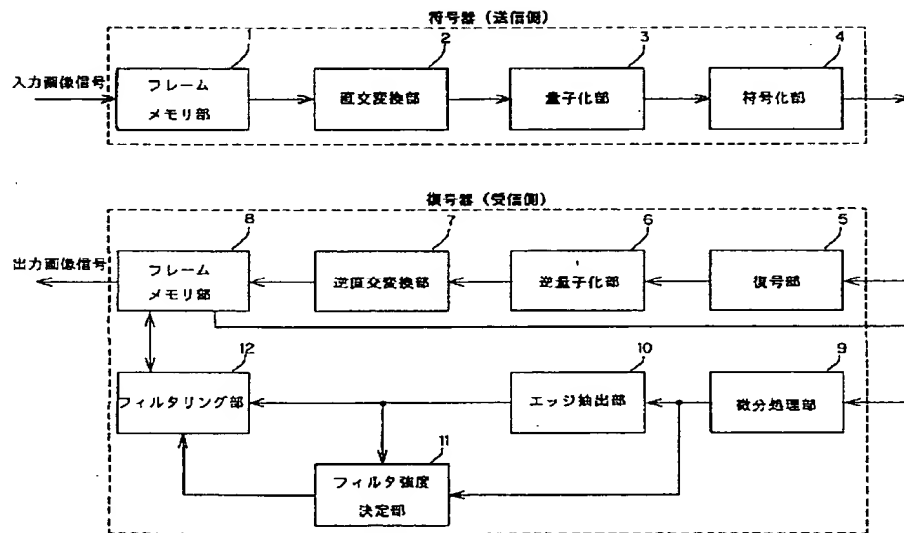 符号器(送信側)
1
2
3
4
入力画像信号
フレーム
メモリ部
直交変換部
量子化部
符号化部
復号器(受信側)
8
7
6
5
出力画像信号
フレーム
メモリ部
逆直交変換部
逆量子化部
復号部
12
10
9
フィルタリング部
エッジ抽出部
微分処理部
11
フィルタ強度
決定部